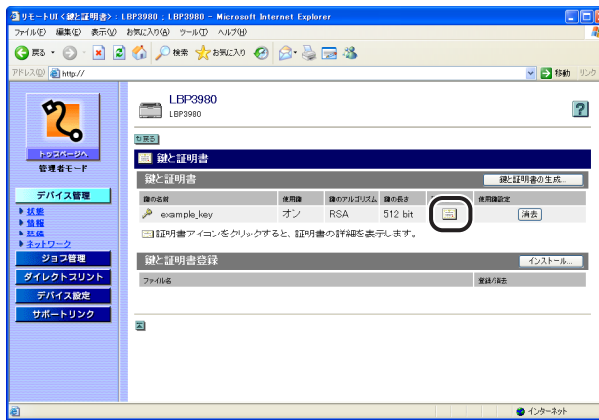 リモートUI <鍵と証明書> : LBP3980 ; LBP3980 - Microsoft Internet Explorer
ファイル(F) 編集(E) 表示(V) お気に入り(A) ツール(T) ヘルプ(H)
戻る 検索 お気に入り
アドレス(D) http:// 移動 リンク
LBP3980
LBP3980
戻る
トップページへ
管理者モード
鍵と証明書
鍵と証明書 鍵と証明書の生成...
鍵の名前 使用鍵 鍵のアルゴリズム 鍵の長さ 使用鍵設定
example_key オン RSA 512 bit 消去
証明書アイコンをクリックすると、証明書の詳細を表示します。
鍵と証明書登録 インストール...
ファイル名 登録/消去
デバイス管理
状態
情報
装備
ネットワーク
ジョブ管理
ダイレクトプリント
デバイス設定
サポートリンク
インターネット